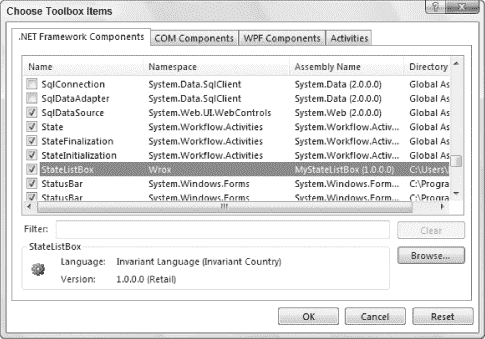 Choose Toolbox Items
.NET Framework Components COM Components WPF Components Activities
Name Namespace Assembly Name Directory
SqlConnection System.Data.SqlClient System.Data (2.0.0.0) Global As
SqlDataAdapter System.Data.SqlClient System.Data (2.0.0.0) Global As
SqlDataSource System.Web.UI.WebControls System.Web (2.0.0.0) Global As
State System.Workflow.Activities System.Workflow.Activ... Global As
StateFinalization System.Workflow.Activities System.Workflow.Activ... Global As
StateInitialization System.Workflow.Activities System.Workflow.Activ... Global As
StateListBox Wrox MyStateListBox (1.0.0.0) C:\Users\
StatusBar System.Windows.Forms System.Windows.Form... C:\Progra
StatusBar System.Windows.Forms System.Windows.Form... C:\Progra
Filter: Clear
StateListBox
Language: Invariant Language (Invariant Country) Browse...
Version: 1.0.0.0 (Retail)
OK Cancel Reset